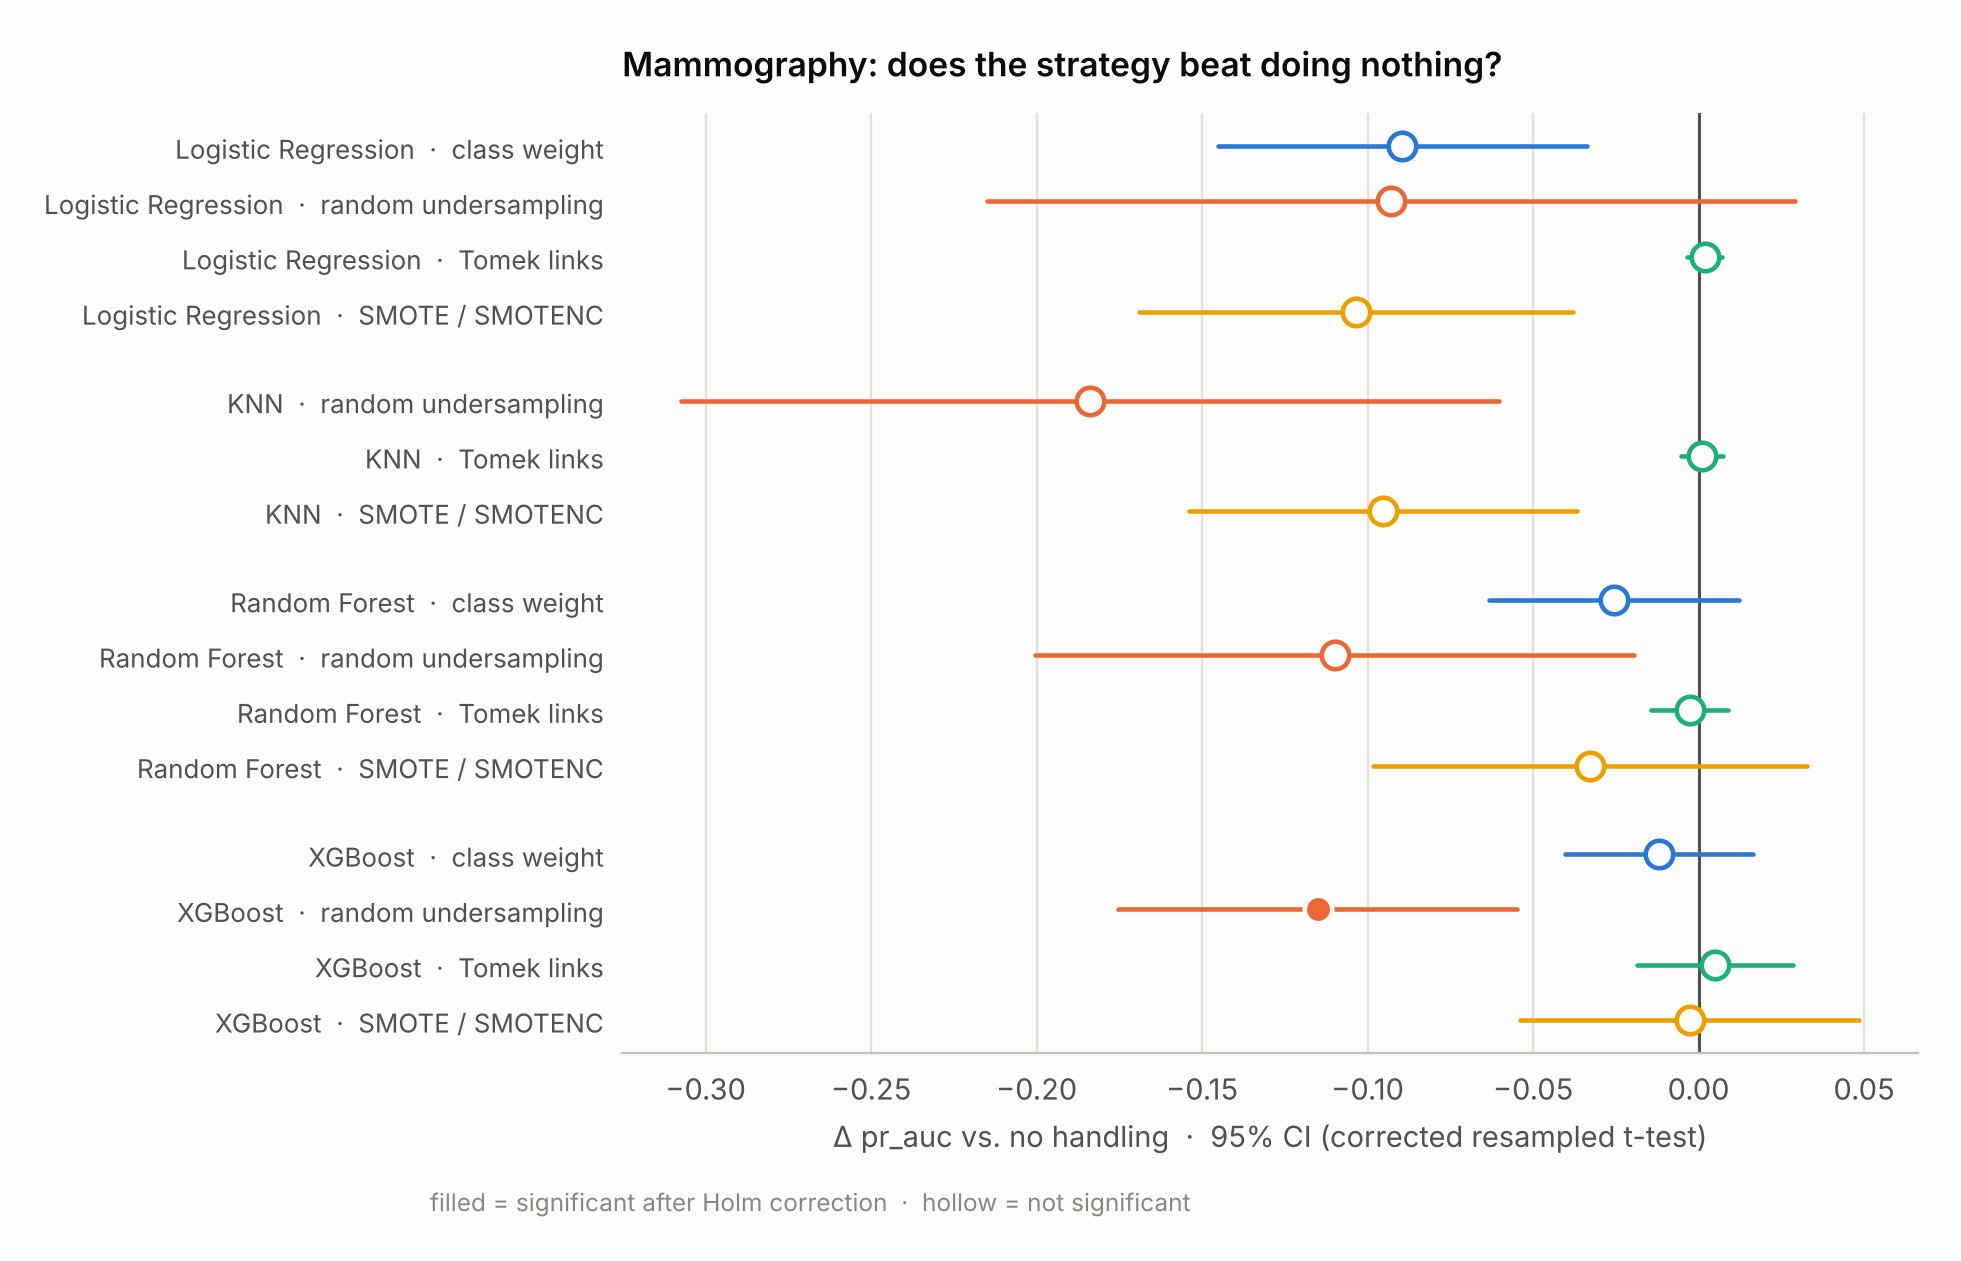 Mammography: does the strategy beat doing nothing?
Logistic Regression · class weight
Logistic Regression · random undersampling
Logistic Regression · Tomek links
Logistic Regression · SMOTE / SMOTENC
KNN · random undersampling
KNN · Tomek links
KNN · SMOTE / SMOTENC
Random Forest · class weight
Random Forest · random undersampling
Random Forest · Tomek links
Random Forest · SMOTE / SMOTENC
XGBoost · class weight
XGBoost · random undersampling
XGBoost · Tomek links
XGBoost · SMOTE / SMOTENC
−0.30 −0.25 −0.20 −0.15 −0.10 −0.05 0.00 0.05
Δ pr_auc vs. no handling · 95% CI (corrected resampled t-test)
filled = significant after Holm correction · hollow = not significant